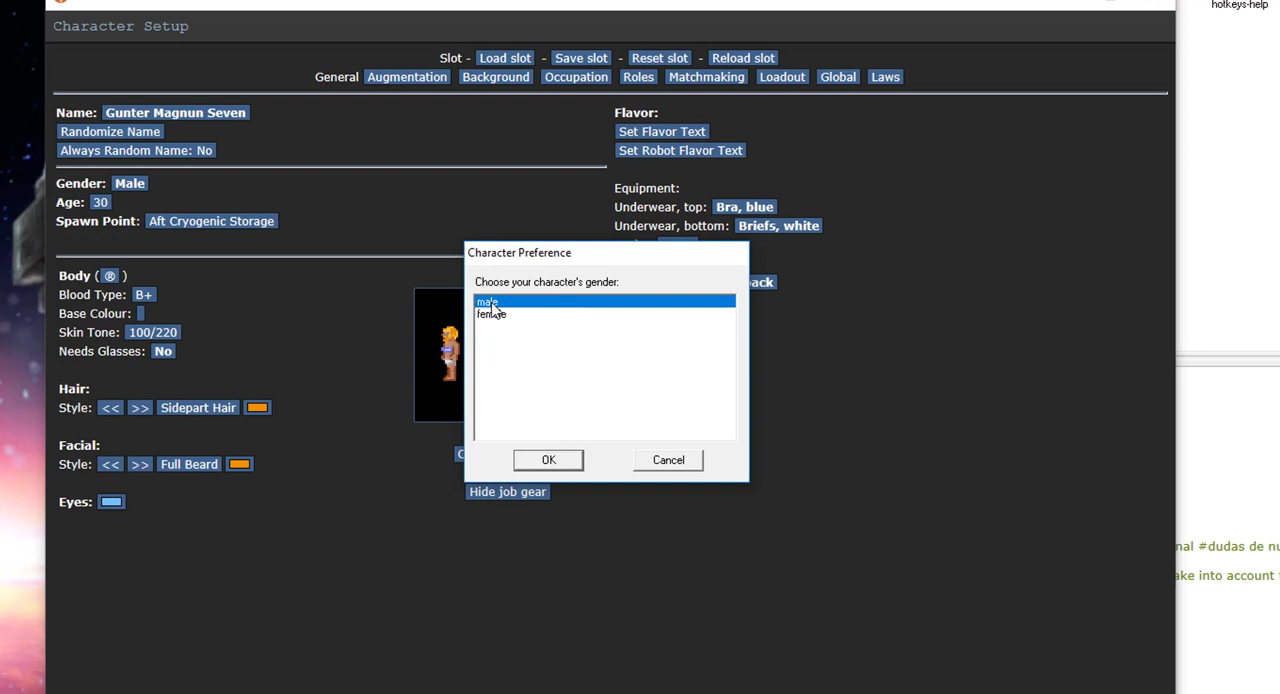 hotkeys-help
Character Setup
Slot - Load slot - Save slot - Reset slot - Reload slot
General Augmentation Background Occupation Roles Matchmaking Loadout Global Laws
Name: Gunter Magnun Seven
Randomize Name
Always Random Name: No
Gender: Male
Age: 30
Spawn Point: Aft Cryogenic Storage
Flavor:
Set Flavor Text
Set Robot Flavor Text
Equipment:
Underwear, top: Bra, blue
Underwear, bottom: Briefs, white
Body ( ® )
Blood Type: B+
Base Colour:
Skin Tone: 100/220
Needs Glasses: No
Hair:
Style: << >> Sidepart Hair
Facial:
Style: << >> Full Beard
Eyes:
Character Preference
Choose your character's gender:
male
female
OK Cancel
ack
Hide job gear
nal #dudas de nu
ake into account